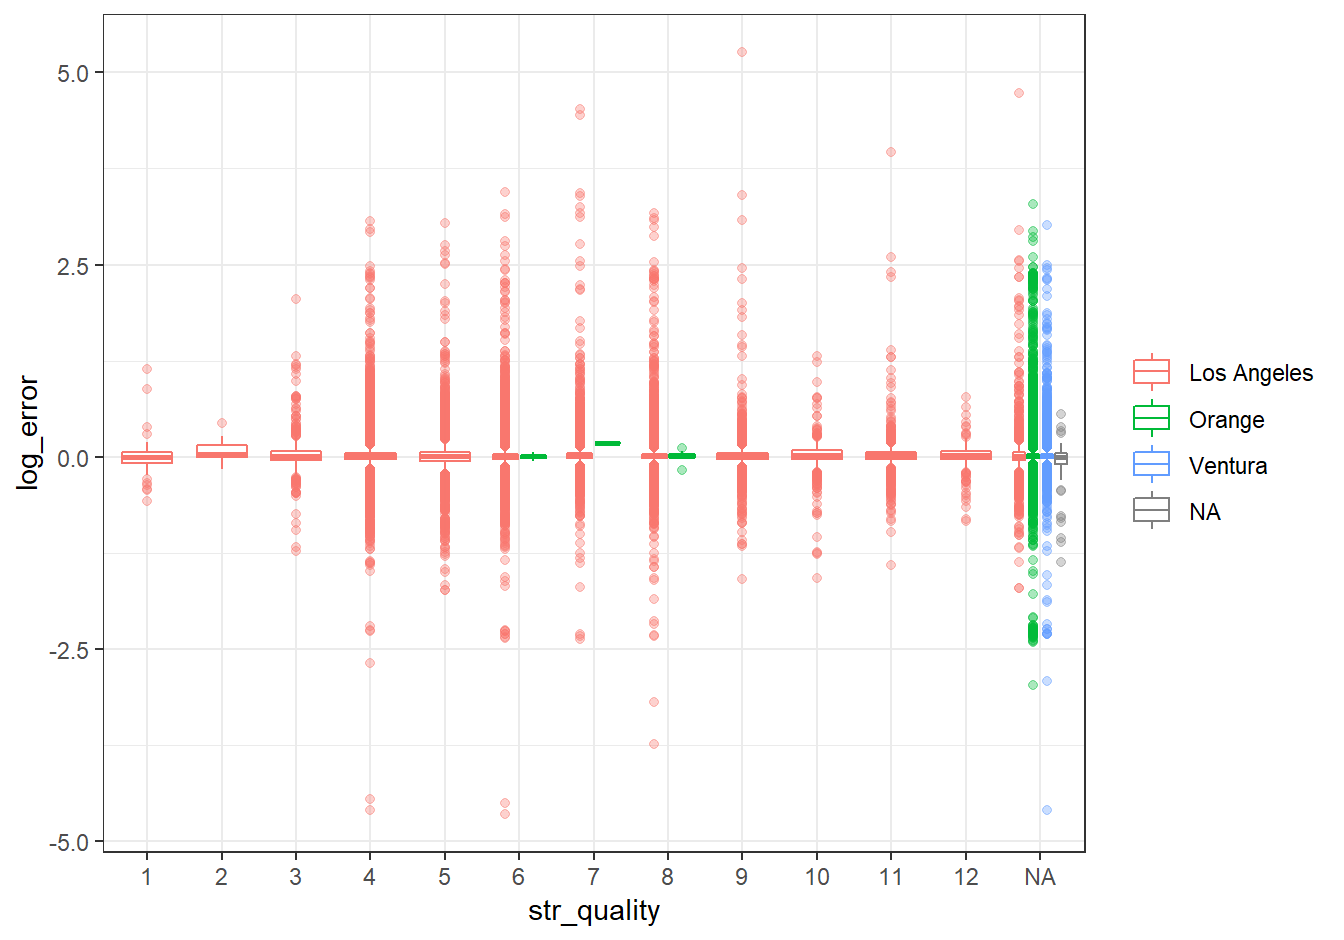 log_error
5.0
2.5
0.0
-2.5
-5.0
1 2 3 4 5 6 7 8 9 10 11 12 NA
str_quality
Los Angeles
Orange
Ventura
NA